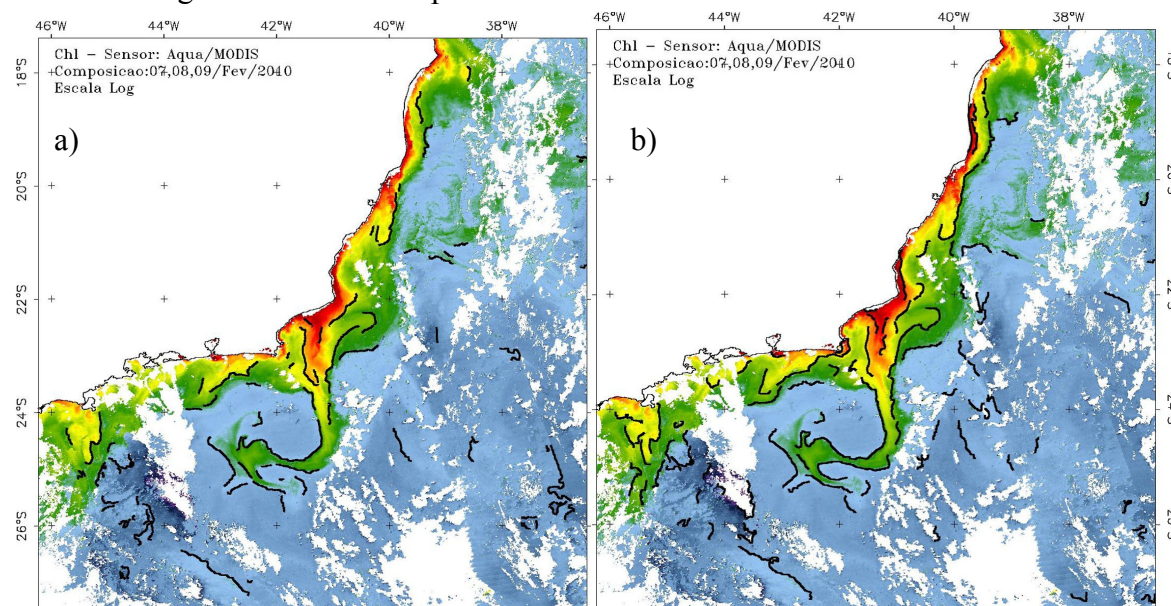 46°W 44°W 42°W 40°W 38°W
46°W 44°W 42°W 40°W 38°W
Chl - Sensor: Aqua/MODIS
Composicao:07,08,09/Fev/2040
Escala Log
a)
18°S
20°S
22°S
24°S
26°S
Chl - Sensor: Aqua/MODIS
Composicao:07,08,09/Fev/2040
Escala Log
b)